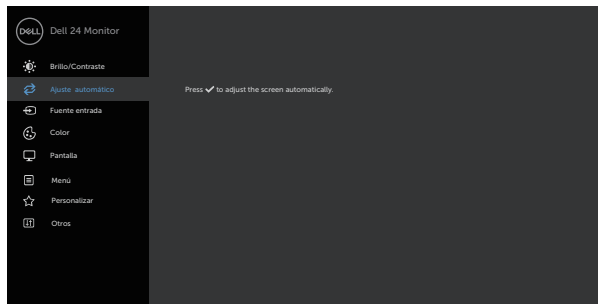 DELL Dell 24 Monitor
Brillo/Contraste
Ajuste automático
Press ✓ to adjust the screen automatically.
Fuente entrada
Color
Pantalla
Menú
Personalizar
Otros